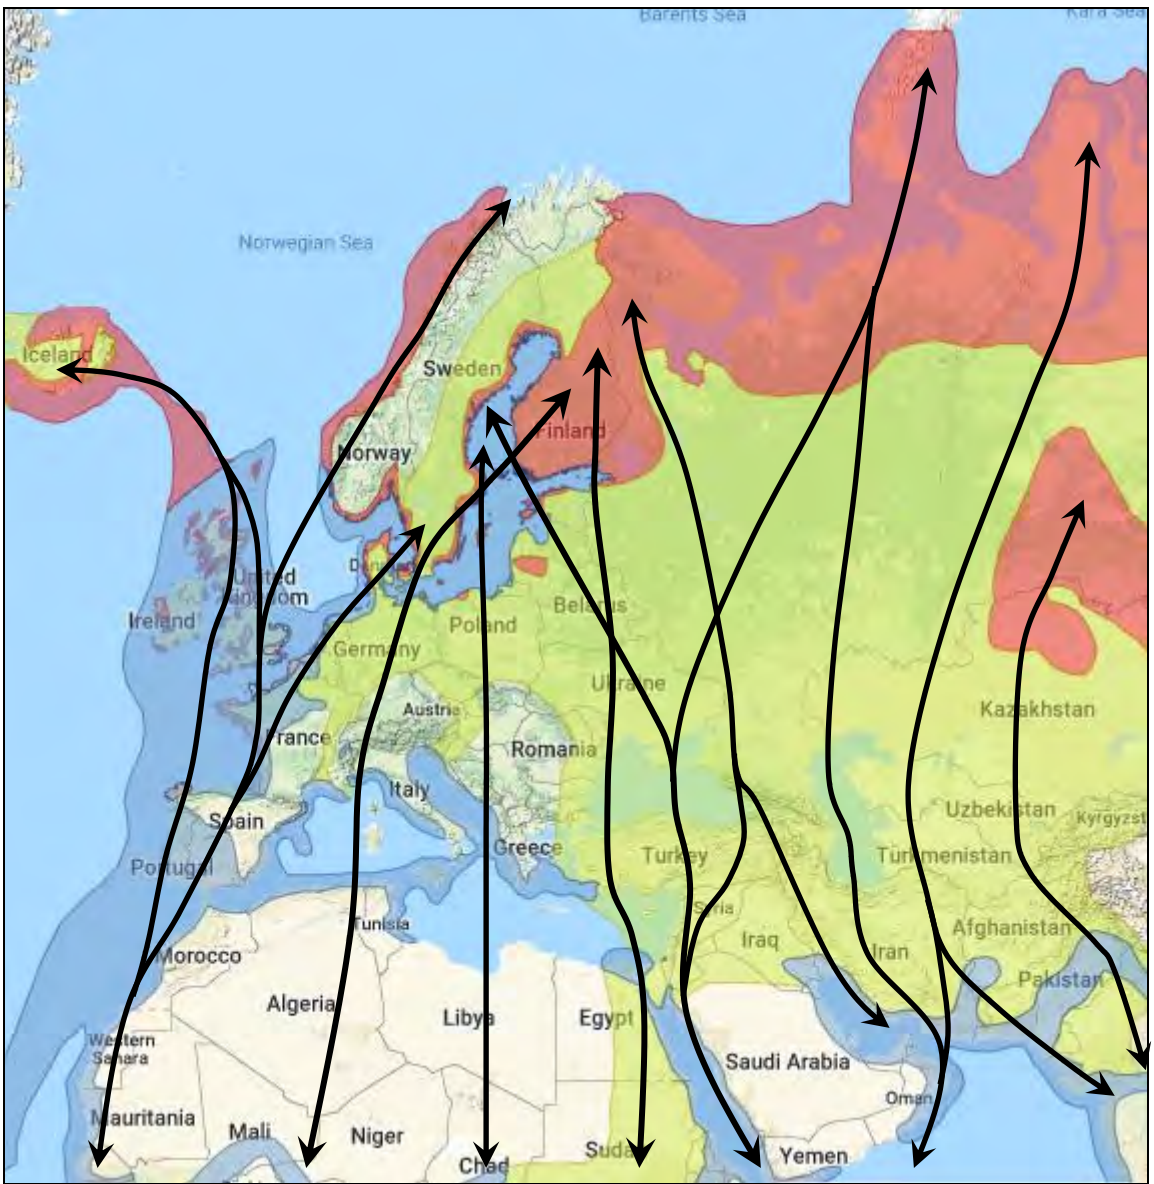 Barents Sea
Kara Sea
Norwegian Sea
Iceland
Sweden
Finland
Norway
Denmark
United
Kingdom
Ireland
Belarus
Poland
Germany
Ukraine
Austria
Kazakhstan
France
Romania
Italy
Uzbekistan
Kyrgyzst
Spain
Greece
Turkey
Turkmenistan
Portugal
Syria
Tunisia
Afghanistan
Iraq
Iran
Morocco
Pakistan
Algeria
Libya
Egypt
Western
Sahara
Saudi Arabia
Oman
Mauritania
Mali
Niger
Sudan
Yemen
Chad